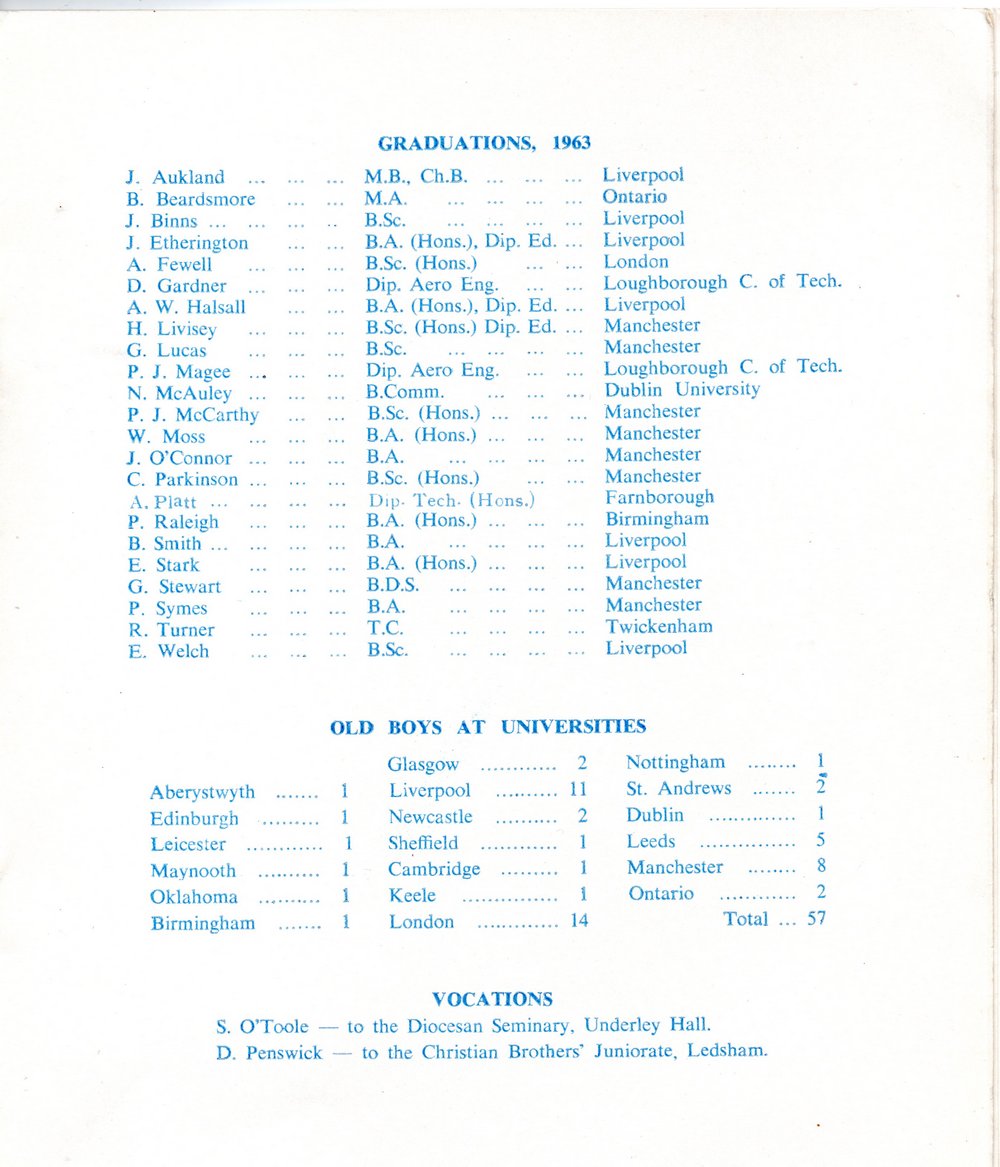 GRADUATIONS, 1963
J. Aukland ... ... ... M.B., Ch.B. ... ... ... Liverpool
B. Beardsmore ... ... M.A. ... ... ... ... Ontario
J. Binns ... ... ... .. B.Sc. ... ... ... ... Liverpool
J. Etherington ... ... B.A. (Hons.), Dip. Ed. ... Liverpool
A. Fewell ... ... ... B.Sc. (Hons.) ... ... London
D. Gardner ... ... ... Dip. Aero Eng. ... ... Loughborough C. of Tech.
A. W. Halsall ... ... B.A. (Hons.), Dip. Ed. ... Liverpool
H. Livisey ... ... ... B.Sc. (Hons.) Dip. Ed. ... Manchester
G. Lucas ... ... ... B.Sc. ... ... ... ... Manchester
P. J. Magee ... ... ... Dip. Aero Eng. ... ... Loughborough C. of Tech.
N. McAuley ... ... ... B.Comm. ... ... ... Dublin University
P. J. McCarthy ... ... B.Sc. (Hons.) ... ... ... Manchester
W. Moss ... ... ... B.A. (Hons.) ... ... ... Manchester
J. O'Connor ... ... ... B.A. ... ... ... ... Manchester
C. Parkinson ... ... ... B.Sc. (Hons.) ... ... Manchester
A. Platt ... ... ... ... Dip. Tech. (Hons.) Farnborough
P. Raleigh ... ... ... B.A. (Hons.) ... ... ... Birmingham
B. Smith ... ... ... ... B.A. ... ... ... ... Liverpool
E. Stark ... ... ... B.A. (Hons.) ... ... ... Liverpool
G. Stewart ... ... ... B.D.S. ... ... ... ... Manchester
P. Symes ... ... ... B.A. ... ... ... ... Manchester
R. Turner ... ... ... T.C. ... ... ... ... Twickenham
E. Welch ... ... ... B.Sc. ... ... ... ... Liverpool
OLD BOYS AT UNIVERSITIES
Glasgow ............ 2 Nottingham ........ 1
Aberystwyth ....... 1 Liverpool .......... 11 St. Andrews ....... 2
Edinburgh ......... 1 Newcastle .......... 2 Dublin .............. 1
Leicester ............ 1 Sheffield ............ 1 Leeds ............... 5
Maynooth .......... 1 Cambridge ......... 1 Manchester ........ 8
Oklahoma .......... 1 Keele ............... 1 Ontario ............ 2
Birmingham ....... 1 London ............. 14 Total ... 57
VOCATIONS
S. O'Toole — to the Diocesan Seminary, Underley Hall.
D. Penswick — to the Christian Brothers' Juniorate, Ledsham.